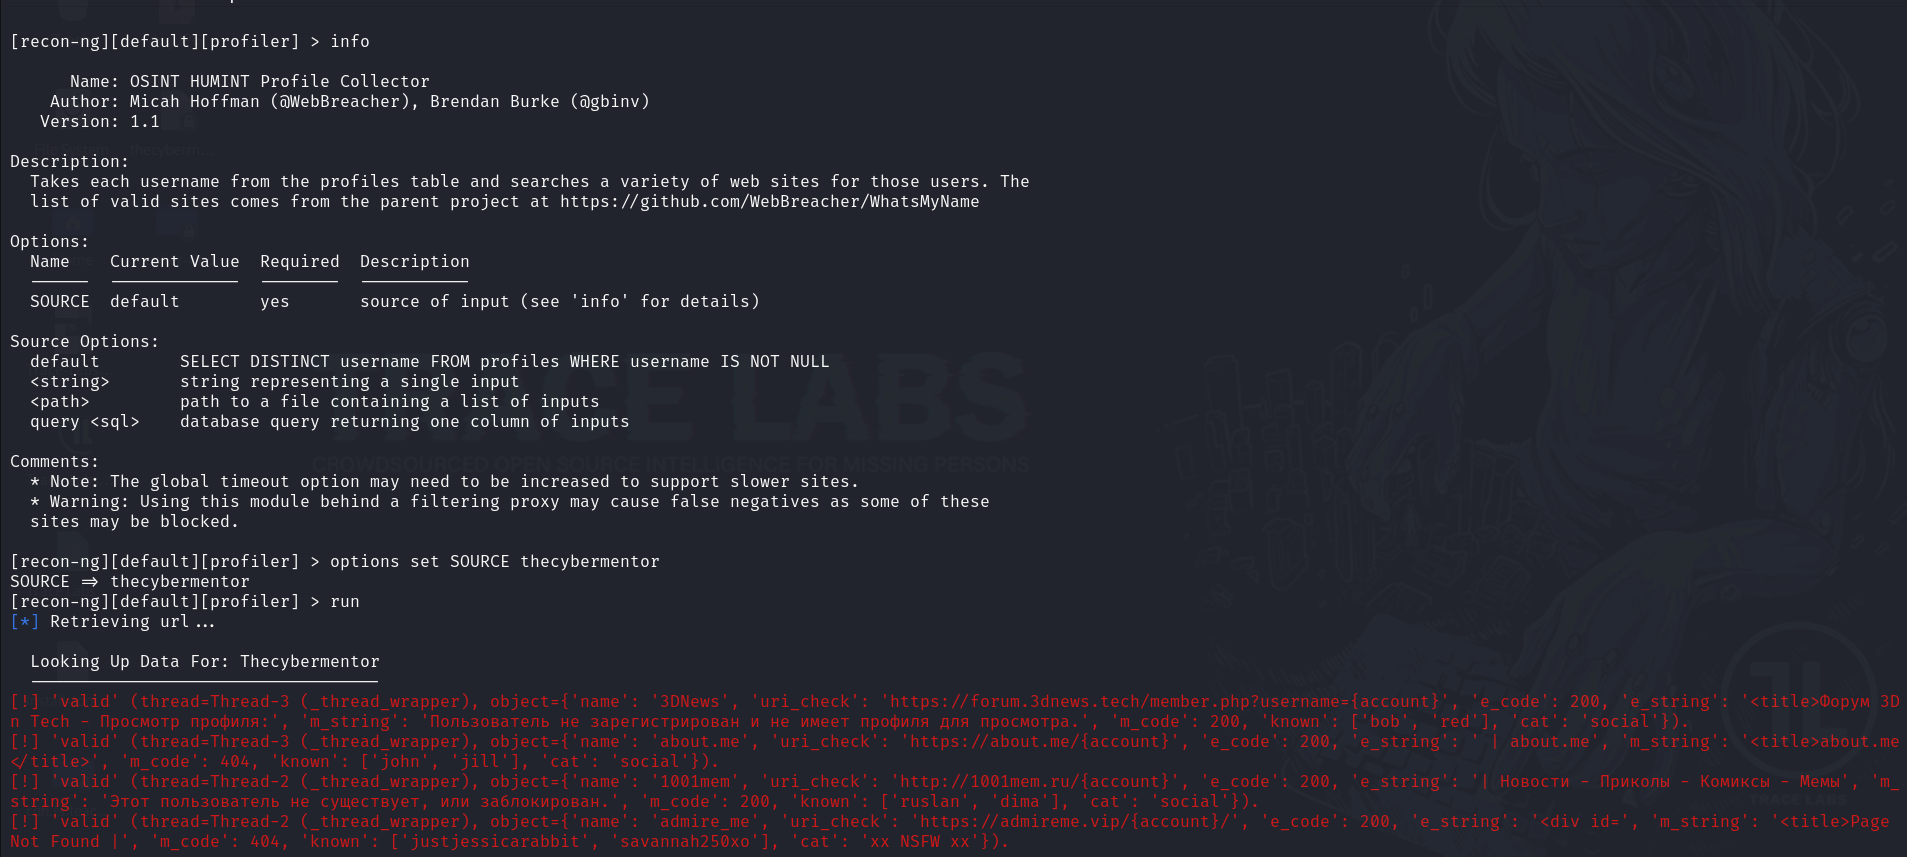 [recon-ng][default][profiler] > info
Name: OSINT HUMINT Profile Collector
Author: Micah Hoffman (@WebBreacher), Brendan Burke (@gbinv)
Version: 1.1
Description:
Takes each username from the profiles table and searches a variety of web sites for those users. The
list of valid sites comes from the parent project at https://github.com/WebBreacher/WhatsMyName
Options:
Name Current Value Required Description
SOURCE default yes source of input (see 'info' for details)
Source Options:
default SELECT DISTINCT username FROM profiles WHERE username IS NOT NULL
<string> string representing a single input
<path> path to a file containing a list of inputs
query <sql> database query returning one column of inputs
TRACE LABS
CROWDSOURCED OPEN SOURCE INTELLIGENCE FOR MISSING PERSONS
Comments:
* Note: The global timeout option may need to be increased to support slower sites.
* Warning: Using this module behind a filtering proxy may cause false negatives as some of these
sites may be blocked.
[recon-ng][default][profiler] > options set SOURCE thecybermentor
SOURCE => thecybermentor
[recon-ng][default][profiler] > run
[*] Retrieving url...
Looking Up Data For: Thecybermentor
[!] 'valid' (thread=Thread-3 (_thread_wrapper), object={'name': '3DNews', 'uri_check': 'https://forum.3dnews.tech/member.php?username={account}', 'e_code': 200, 'e_string': '<title>Форум 3D
n Tech - Просмотр профиля:', 'm_string': 'Пользователь не зарегистрирован и не имеет профиля для просмотра.', 'm_code': 200, 'known': ['bob', 'red'], 'cat': 'social'}).
[!] 'valid' (thread=Thread-3 (_thread_wrapper), object={'name': 'about.me', 'uri_check': 'https://about.me/{account}', 'e_code': 200, 'e_string': ' | about.me', 'm_string': '<title>about.me
</title>', 'm_code': 404, 'known': ['john', 'jill'], 'cat': 'social'}).
[!] 'valid' (thread=Thread-2 (_thread_wrapper), object={'name': '1001mem', 'uri_check': 'http://1001mem.ru/{account}', 'e_code': 200, 'e_string': '| Новости - Приколы - Комиксы - Мемы', 'm_
string': 'Этот пользователь не существует, или заблокирован.', 'm_code': 200, 'known': ['ruslan', 'dima'], 'cat': 'social'}).
[!] 'valid' (thread=Thread-2 (_thread_wrapper), object={'name': 'admire_me', 'uri_check': 'https://admireme.vip/{account}/', 'e_code': 200, 'e_string': '<div id=', 'm_string': '<title>Page
Not Found |', 'm_code': 404, 'known': ['justjessicarabbit', 'savannah250xo'], 'cat': 'xx NSFW xx'}).